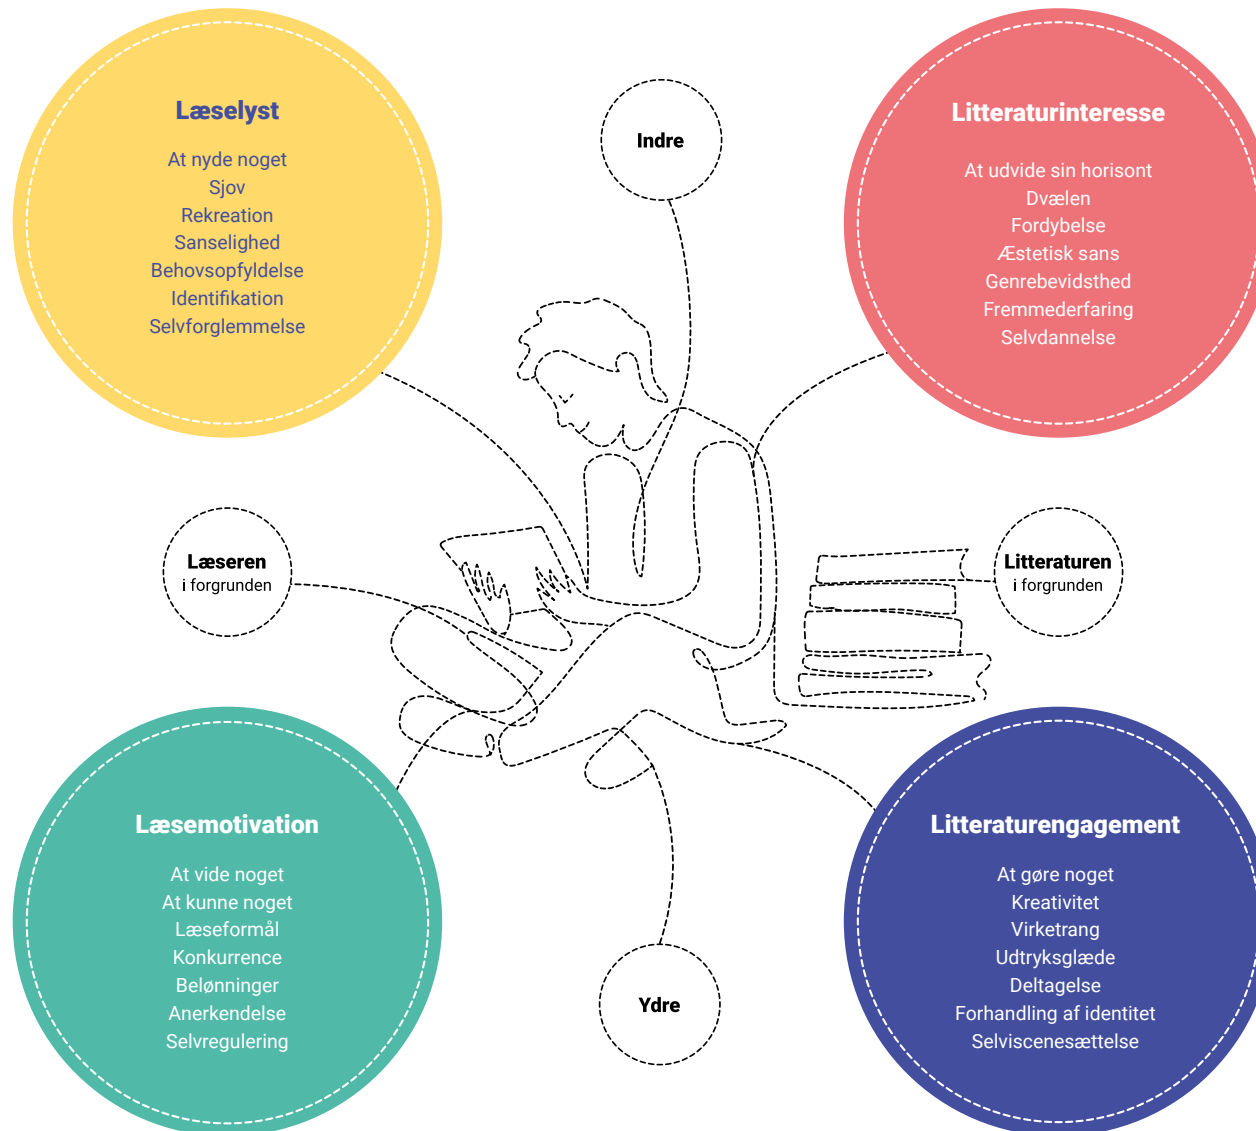 Læselyst
At nyde noget
Sjov
Rekreation
Sanselighed
Behovsopfyldelse
Identifikation
Selvforglemmelse
Indre
Litteraturinteresse
At udvide sin horisont
Dvælen
Fordybelse
Æstetisk sans
Genrebevidsthed
Fremmederfaring
Selvdannelse
Læseren
i forgrunden
Litteraturen
i forgrunden
Læsemotivation
At vide noget
At kunne noget
Læseformål
Konkurrence
Belønninger
Anerkendelse
Selvregulering
Ydre
Litteraturengagement
At gøre noget
Kreativitet
Virketrang
Udtryksglæde
Deltagelse
Forhandling af identitet
Selviscenesættelse